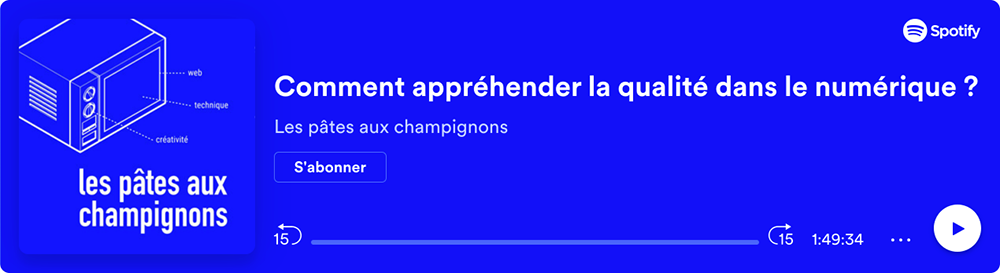 web
technique
créativité
les pâtes aux
champignons
Spotify
Comment appréhender la qualité dans le numérique ?
Les pâtes aux champignons
S'abonner
15
15
1:49:34